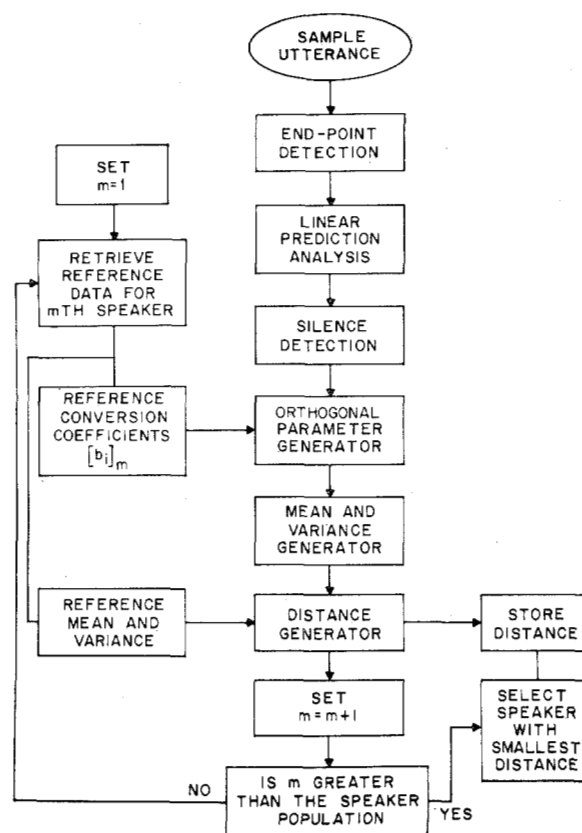 SAMPLE
UTTERANCE
END-POINT
DETECTION
SET
m=1
LINEAR
PREDICTION
ANALYSIS
RETRIEVE
REFERENCE
DATA FOR
mTH SPEAKER
SILENCE
DETECTION
REFERENCE
CONVERSION
COEFFICIENTS
[bi]m
ORTHOGONAL
PARAMETER
GENERATOR
MEAN AND
VARIANCE
GENERATOR
REFERENCE
MEAN AND
VARIANCE
DISTANCE
GENERATOR
STORE
DISTANCE
SET
m=m+1
SELECT
SPEAKER
WITH
SMALLEST
DISTANCE
NO
IS m GREATER
THAN THE SPEAKER
POPULATION
YES